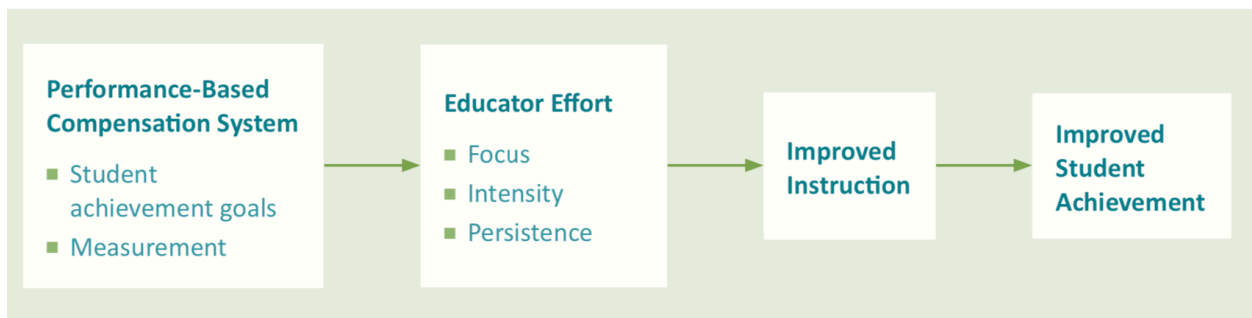 Performance-Based
Compensation System
■ Student
achievement goals
■ Measurement
Educator Effort
■ Focus
■ Intensity
■ Persistence
Improved
Instruction
Improved
Student
Achievement